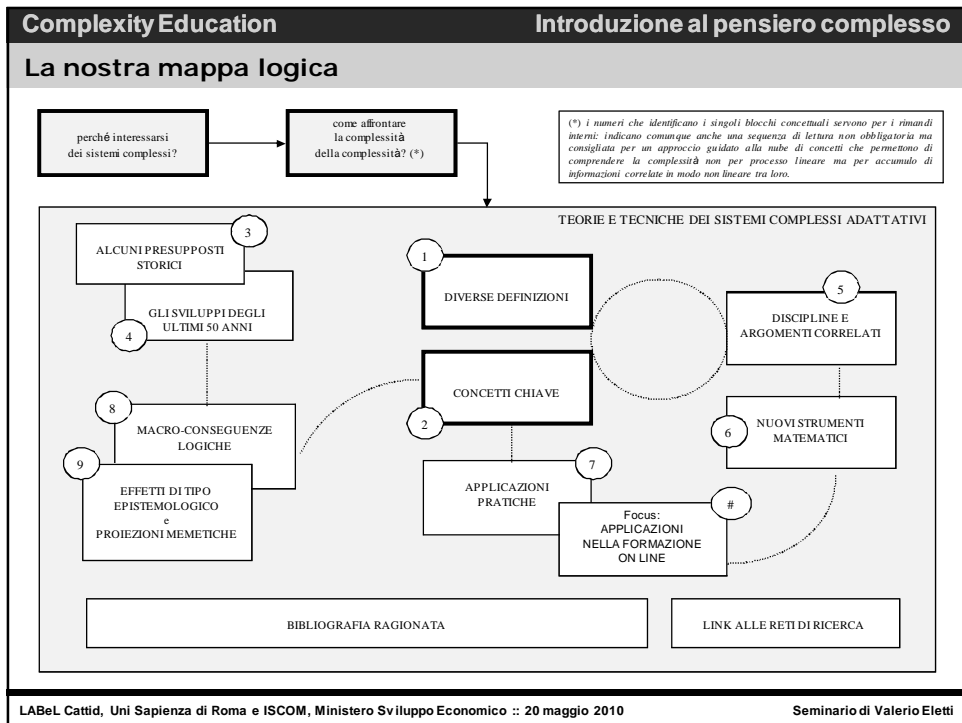 Complexity Education
Introduzione al pensiero complesso
La nostra mappa logica
perché interessarsi
dei sistemi complessi?
come affrontare
la complessità
della complessità? (*)
(*) i numeri che identificano i singoli blocchi concettuali servono per i rimandi
interni: indicano comunque anche una sequenza di lettura non obbligatoria ma
consigliata per un approccio guidato alla nube di concetti che permettono di
comprendere la complessità non per processo lineare ma per accumulo di
informazioni correlate in modo non lineare tra loro.
TEORIE E TECNICHE DEI SISTEMI COMPLESSI ADATTATIVI
3
ALCUNI PRESUPPOSTI
STORICI
GLI SVILUPPI DEGLI
ULTIMI 50 ANNI
4
1
DIVERSE DEFINIZIONI
5
DISCIPLINE E
ARGOMENTI CORRELATI
CONCETTI CHIAVE
2
6
NUOVI STRUMENTI
MATEMATICI
8
MACRO-CONSEGUENZE
LOGICHE
9
EFFETTI DI TIPO
EPISTEMOLOGICO
e
PROIEZIONI MEMETICHE
7
APPLICAZIONI
PRATICHE
#
Focus:
APPLICAZIONI
NELLA FORMAZIONE
ON LINE
BIBLIOGRAFIA RAGIONATA
LINK ALLE RETI DI RICERCA
LABeL Cattid, Uni Sapienza di Roma e ISCOM, Ministero Sviluppo Economico :: 20 maggio 2010
Seminario di Valerio Eletti